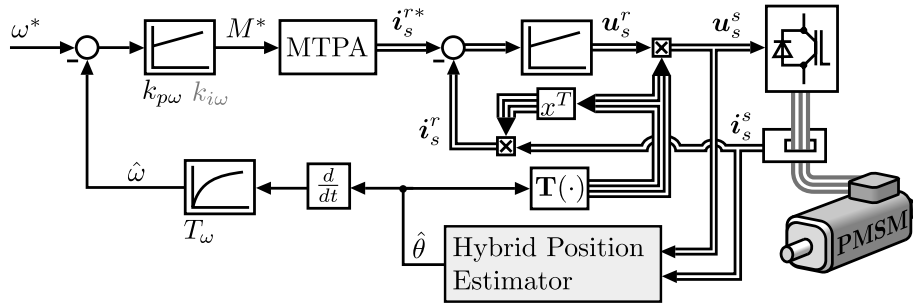 ω*
M*
MTPA
i_s^{r*}
u_s^r
u_s^s
k_{pω} k_{iω}
x^T
i_s^r
i_s^s
ω̂
T_ω
d/dt
T(·)
θ̂
Hybrid Position
Estimator
PMSM